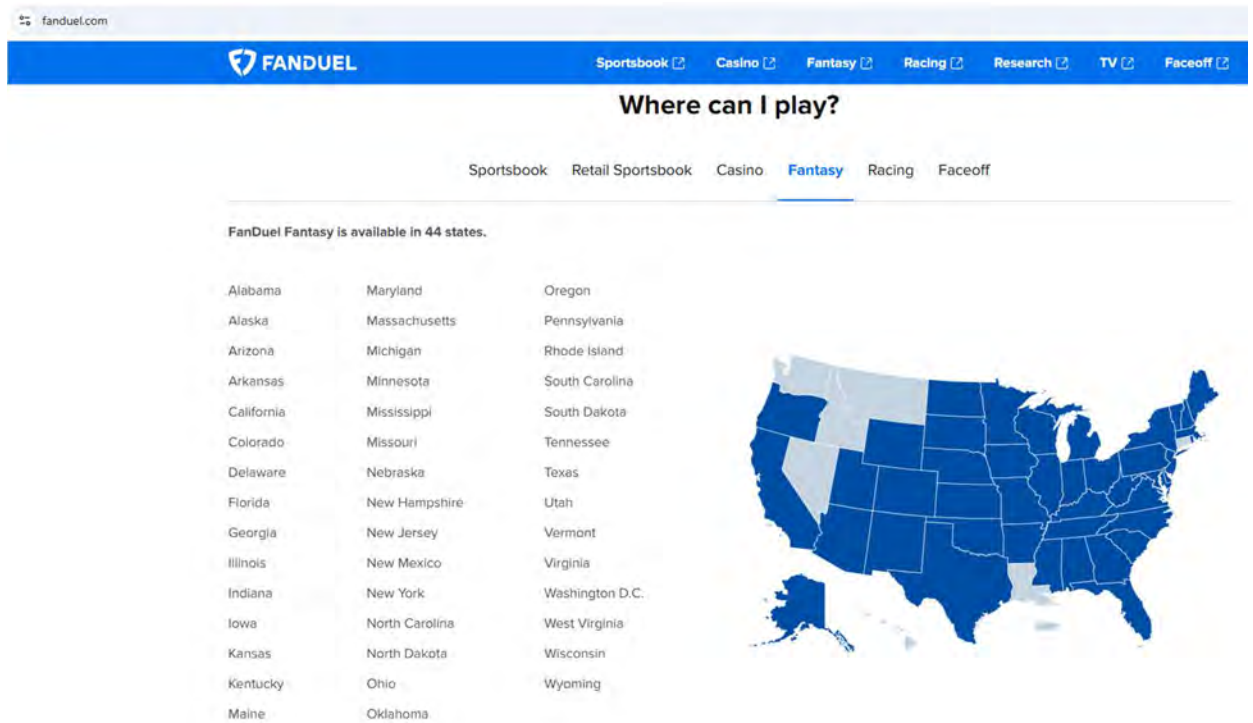 fanduel.com
FANDUEL
Sportsbook Casino Fantasy Racing Research TV Faceoff
Where can I play?
Sportsbook Retail Sportsbook Casino Fantasy Racing Faceoff
FanDuel Fantasy is available in 44 states.
Alabama Maryland Oregon
Alaska Massachusetts Pennsylvania
Arizona Michigan Rhode Island
Arkansas Minnesota South Carolina
California Mississippi South Dakota
Colorado Missouri Tennessee
Delaware Nebraska Texas
Florida New Hampshire Utah
Georgia New Jersey Vermont
Illinois New Mexico Virginia
Indiana New York Washington D.C.
Iowa North Carolina West Virginia
Kansas North Dakota Wisconsin
Kentucky Ohio Wyoming
Maine Oklahoma